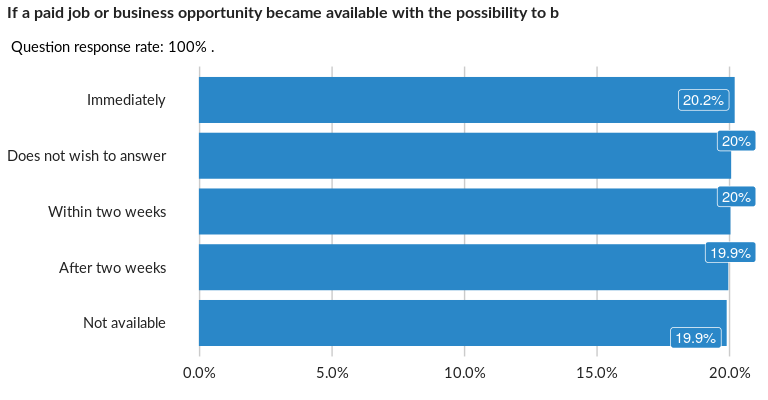 If a paid job or business opportunity became available with the possibility to b
Question response rate: 100% .
Immediately
20.2%
Does not wish to answer
20%
Within two weeks
20%
After two weeks
19.9%
Not available
19.9%
0.0% 5.0% 10.0% 15.0% 20.0%